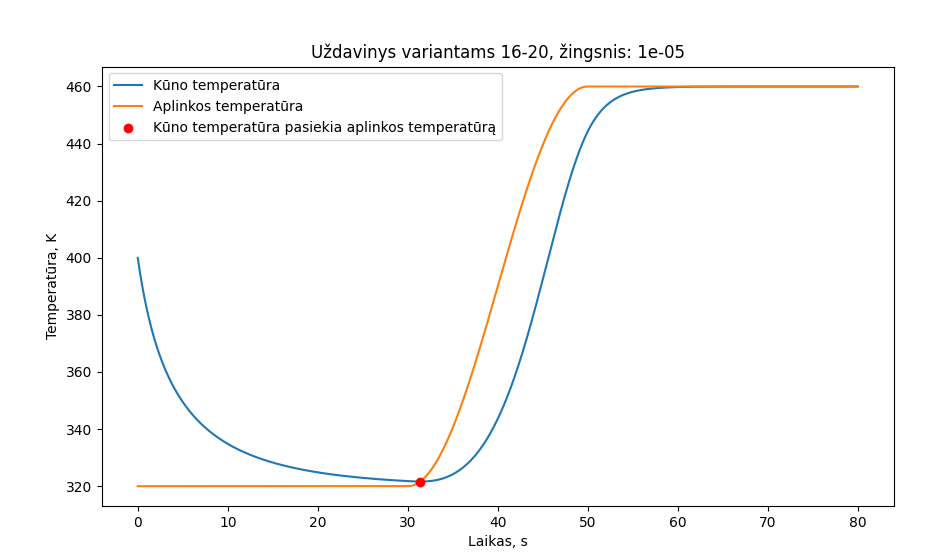 Uždavinys variantams 16-20, žingsnis: 1e-05
Kūno temperatūra
Aplinkos temperatūra
Kūno temperatūra pasiekia aplinkos temperatūrą
Temperatūra, K
460
440
420
400
380
360
340
320
0 10 20 30 40 50 60 70 80
Laikas, s